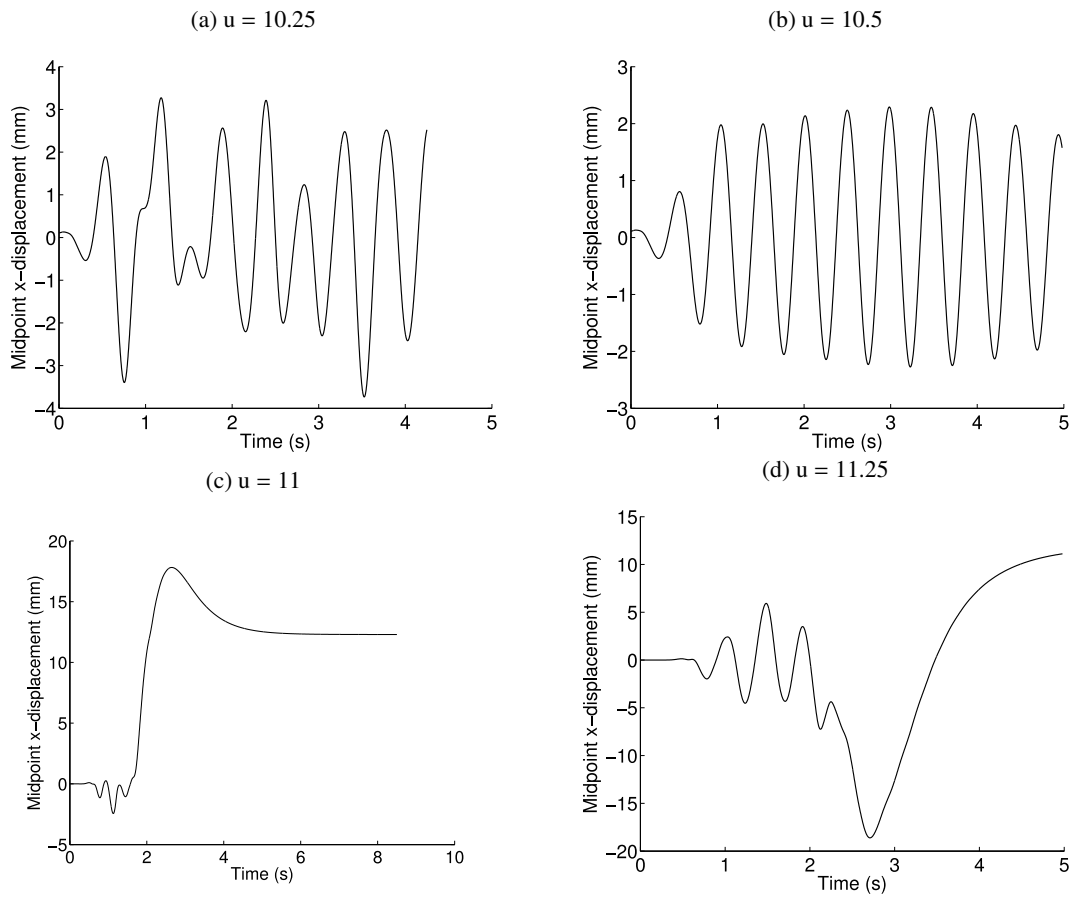 (a) u = 10.25
4
3
2
1
0
−1
−2
−3
−4
0 1 2 3 4 5
Midpoint x−displacement (mm)
Time (s)
(b) u = 10.5
3
2
1
0
−1
−2
−3
0 1 2 3 4 5
Midpoint x−displacement (mm)
Time (s)
(c) u = 11
20
15
10
5
0
−5
0 2 4 6 8 10
Midpoint x−displacement (mm)
Time (s)
(d) u = 11.25
15
10
5
0
−5
−10
−15
−20
0 1 2 3 4 5
Midpoint x−displacement (mm)
Time (s)